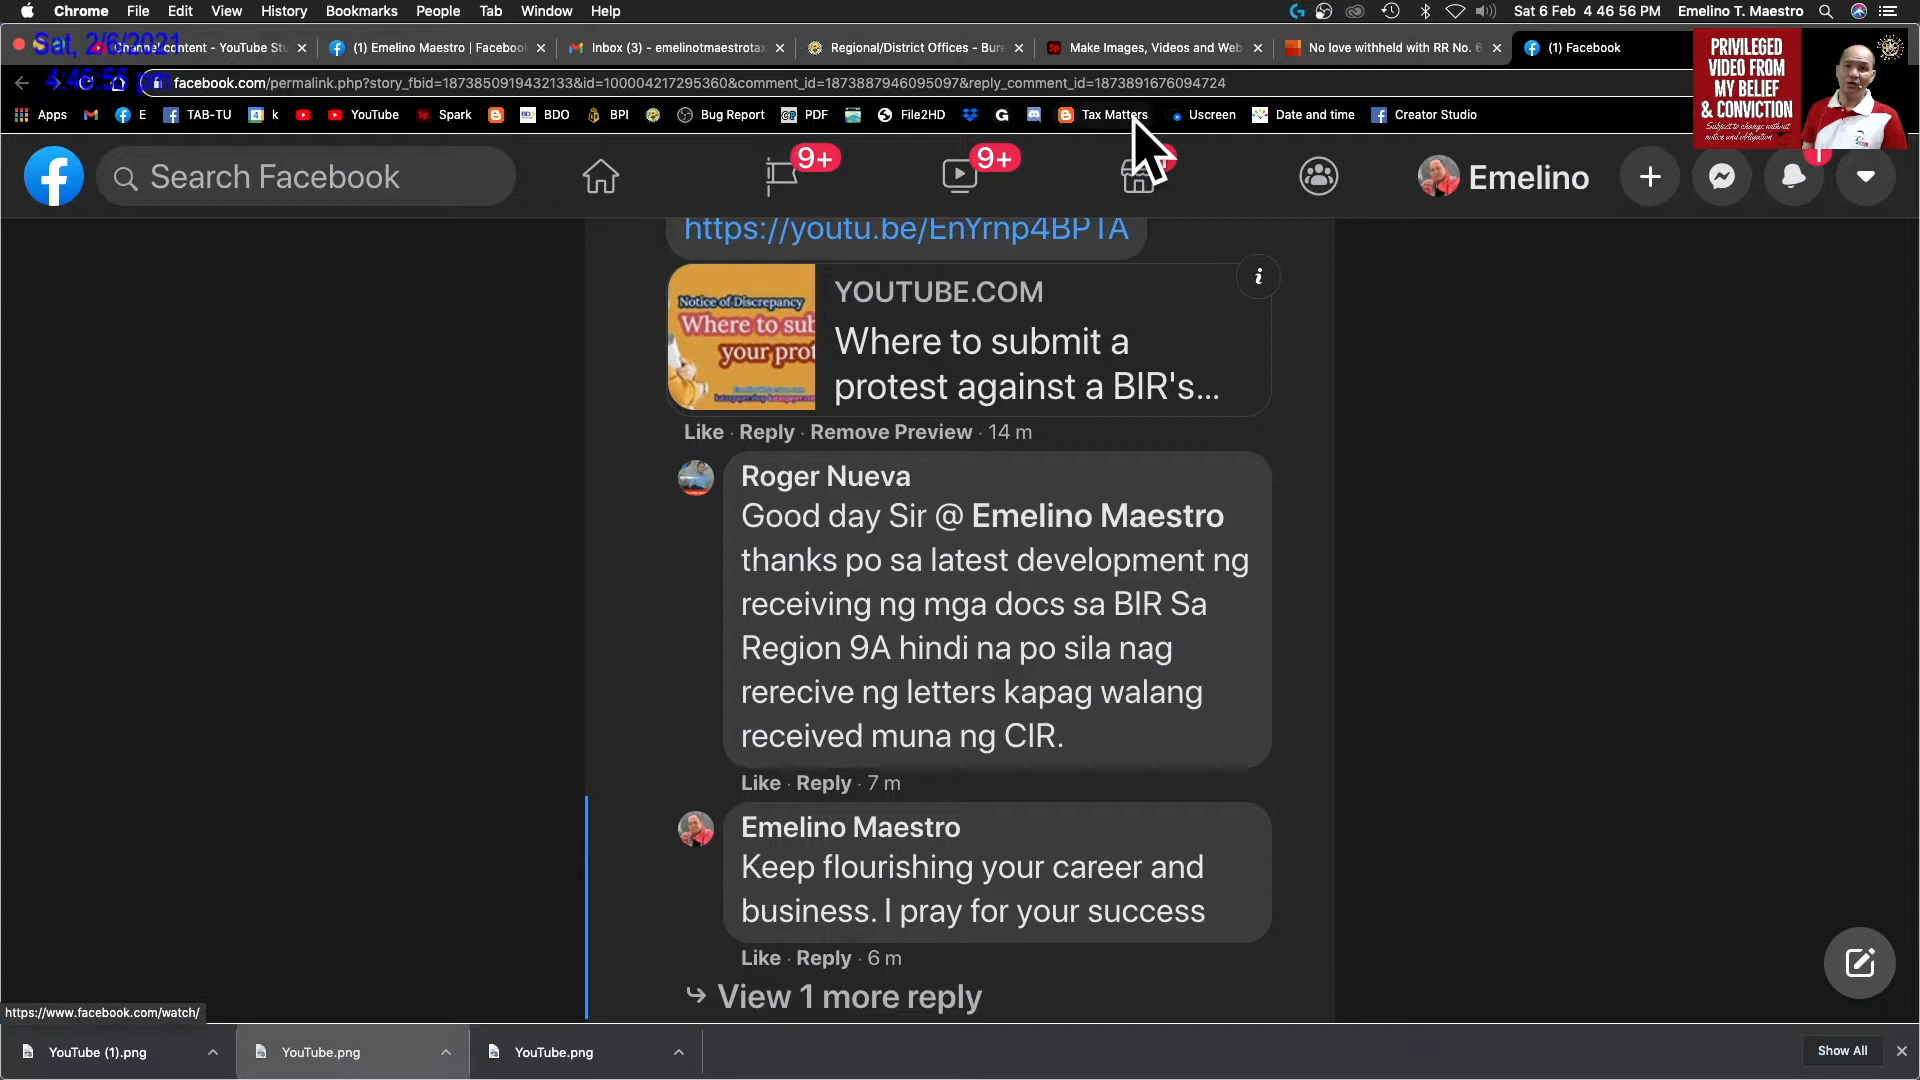 Chrome File Edit View History Bookmarks People Tab Window Help
Sat 6 Feb 4 46 56 PM Emelino T. Maestro
Sat, 2/6/2021
Channel content - YouTube Stu
(1) Emelino Maestro | Facebook
Inbox (3) - emelinotmaestrotax
Regional/District Offices - Bure
Make Images, Videos and Web
No love withheld with RR No. 6
(1) Facebook
4:46:55 pm
facebook.com/permalink.php?story_fbid=1873850919432133&id=100004217295360&comment_id=1873887946095097&reply_comment_id=1873891676094724
Apps E TAB-TU k YouTube Spark BDO BPI Bug Report PDF File2HD Tax Matters Uscreen Date and time Creator Studio
PRIVILEGED
VIDEO FROM
MY BELIEF
& CONVICTION
Subject to change without
notice and obligation
Search Facebook
9+
9+
Emelino
1
https://youtu.be/EnYrnp4BPTA
Notice of Discrepancy
Where to sub
your prot
YOUTUBE.COM
Where to submit a
protest against a BIR's...
Like · Reply · Remove Preview · 14 m
Roger Nueva
Good day Sir @ Emelino Maestro
thanks po sa latest development ng
receiving ng mga docs sa BIR Sa
Region 9A hindi na po sila nag
rerecive ng letters kapag walang
received muna ng CIR.
Like · Reply · 7 m
Emelino Maestro
Keep flourishing your career and
business. I pray for your success
Like · Reply · 6 m
View 1 more reply
https://www.facebook.com/watch/
YouTube (1).png
YouTube.png
YouTube.png
Show All